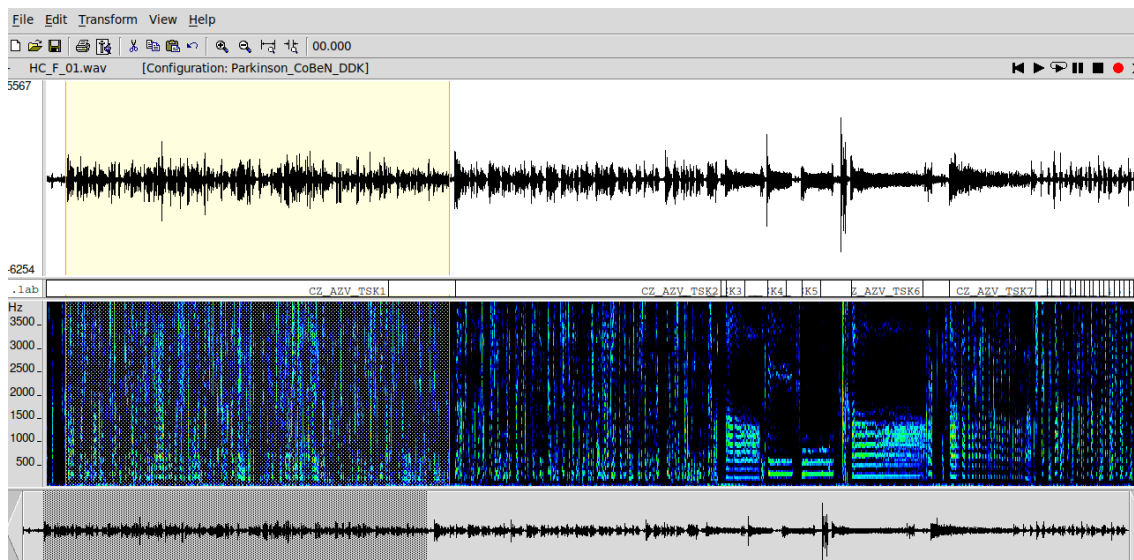 File Edit Transform View Help
00.000
HC_F_01.wav [Configuration: Parkinson_CoBeN_DDK]
5567
-6254
.lab CZ_AZV_TSK1 CZ_AZV_TSK2 K3 K4 K5 Z_AZV_TSK6 CZ_AZV_TSK7
Hz
3500
3000
2500
2000
1500
1000
500